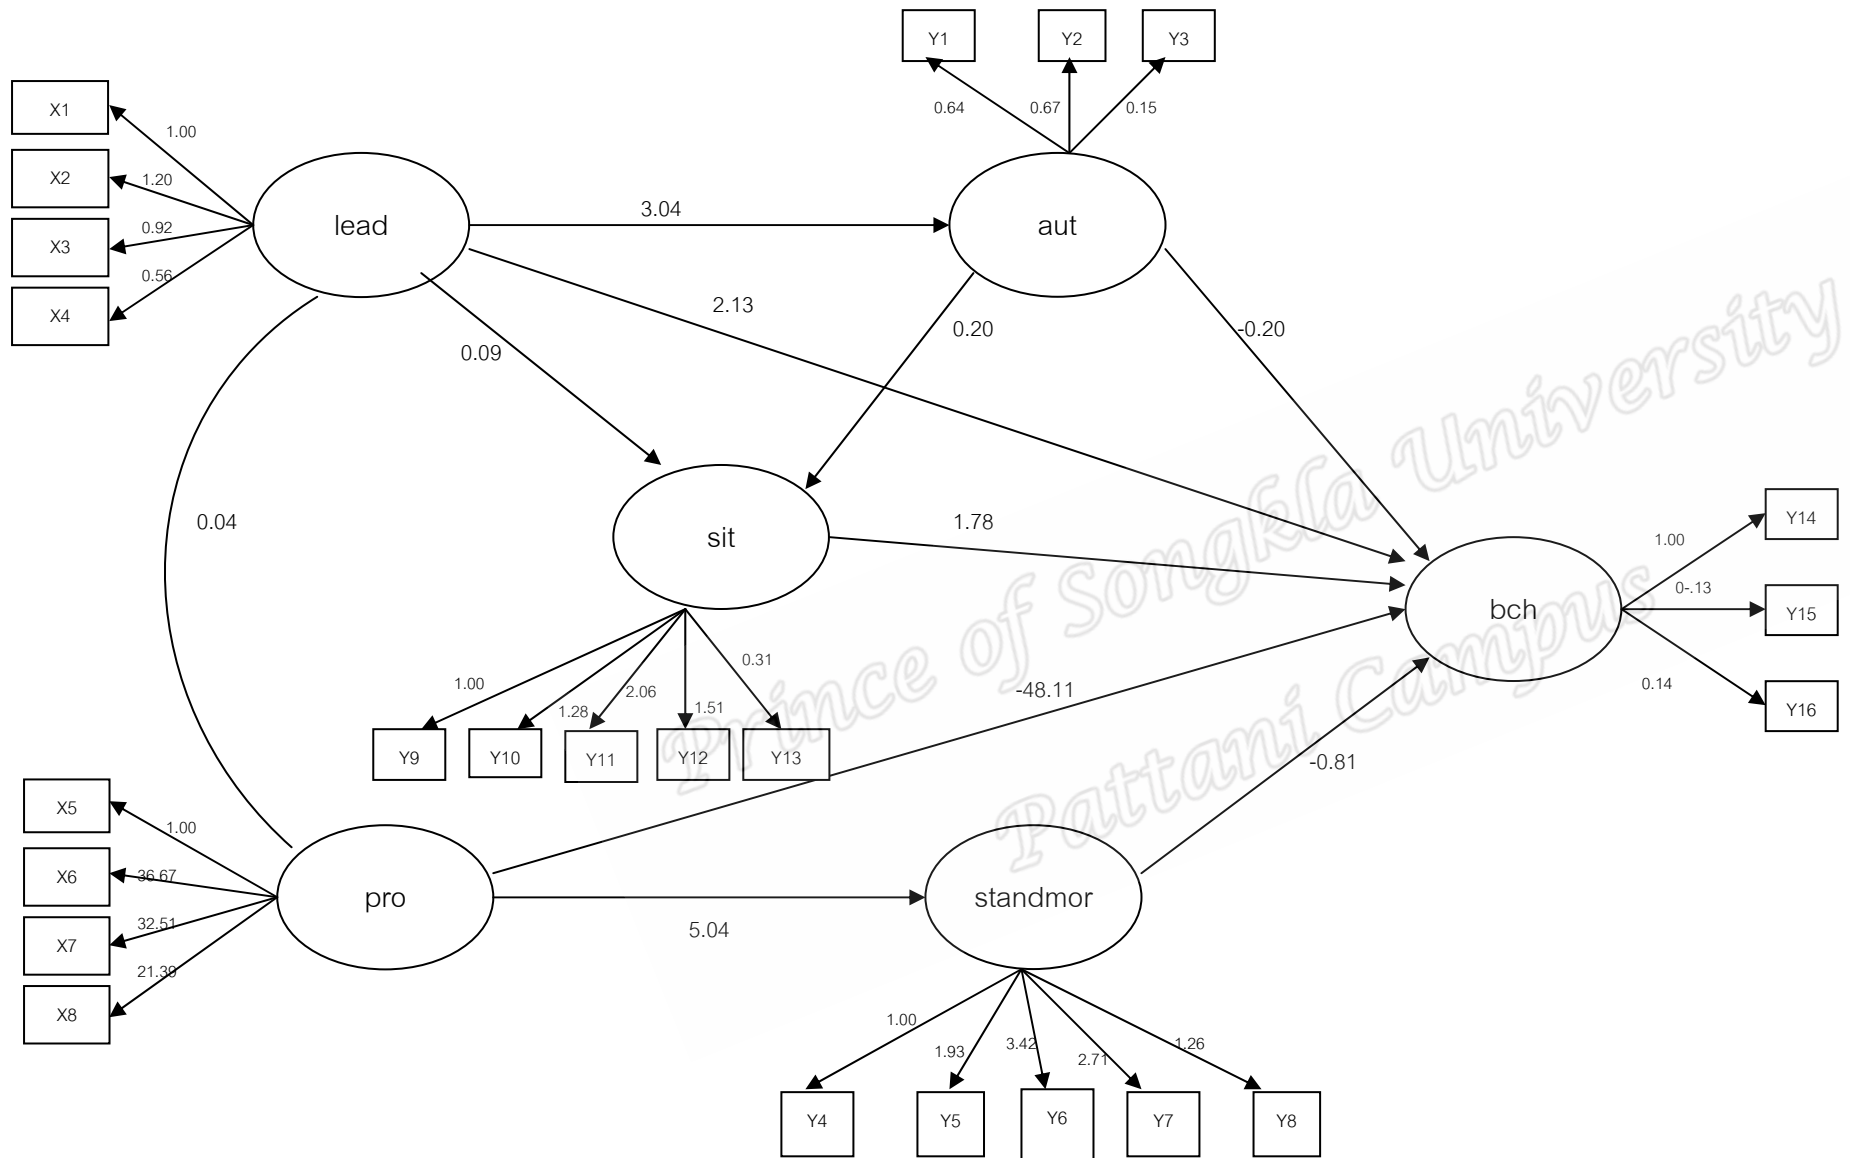 Y1
Y2
Y3
X1
1.00
0.64
0.67
0.15
X2
1.20
X3
0.92
lead
3.04
aut
X4
0.56
2.13
0.20
-0.20
0.09
0.04
sit
1.78
1.00
Y14
0-.13
bch
Y15
0.14
Y16
1.00
1.28
2.06
1.51
0.31
-48.11
Y9
Y10
Y11
Y12
Y13
-0.81
X5
1.00
X6
36.67
X7
32.51
X8
21.39
pro
5.04
standmor
1.00
1.93
3.42
2.71
1.26
Y4
Y5
Y6
Y7
Y8
Prince of Songkla University
Pattani Campus